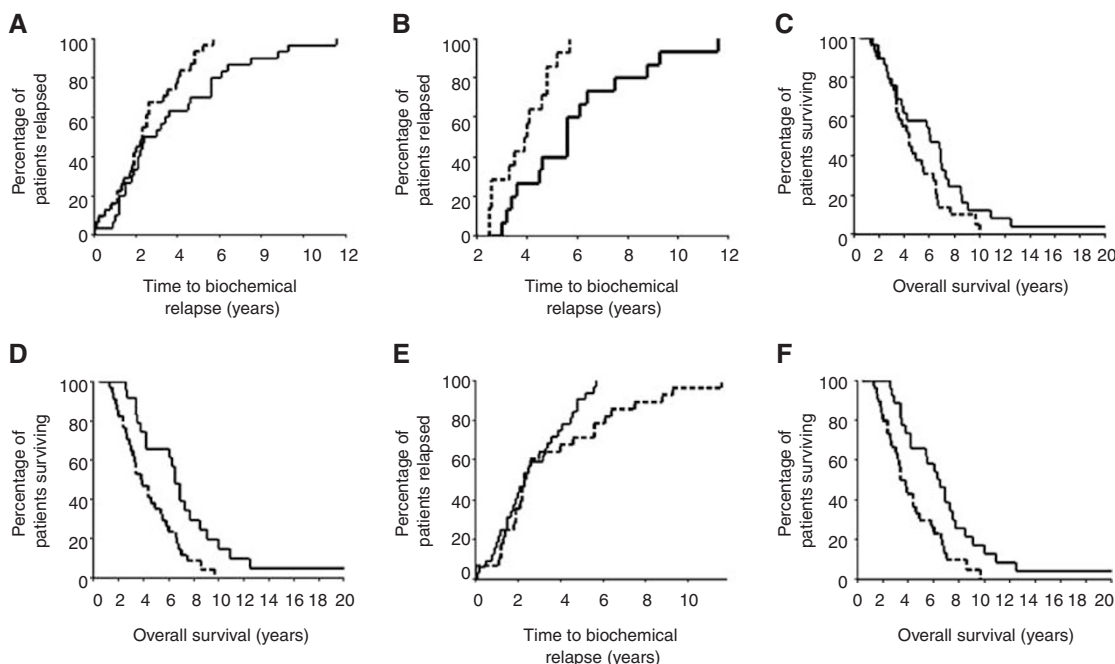 A
Percentage of
patients relapsed
100
80
60
40
20
0
0 2 4 6 8 10 12
Time to biochemical
relapse (years)
B
Percentage of
patients relapsed
100
80
60
40
20
0
2 4 6 8 10 12
Time to biochemical
relapse (years)
C
Percentage of
patients surviving
100
80
60
40
20
0
0 2 4 6 8 10 12 14 16 18 20
Overall survival (years)
D
Percentage of
patients surviving
100
80
60
40
20
0
0 2 4 6 8 10 12 14 16 18 20
Overall survival (years)
E
Percentage of
patients relapsed
100
80
60
40
20
0
0 2 4 6 8 10
Time to biochemical
relapse (years)
F
Percentage of
patients surviving
100
80
60
40
20
0
0 2 4 6 8 10 12 14 16 18 20
Overall survival (years)